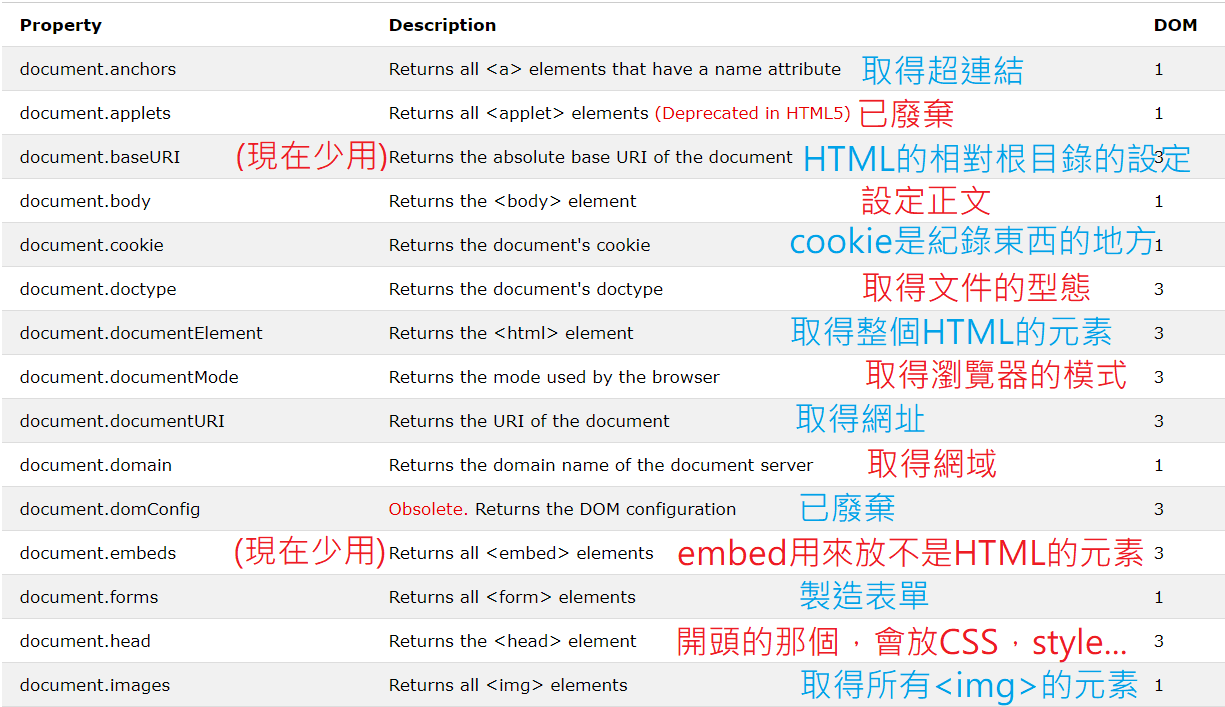 Property Description DOM
document.anchors Returns all <a> elements that have a name attribute 取得超連結 1
document.applets Returns all <applet> elements (Deprecated in HTML5) 已廢棄 1
document.baseURI (現在少用) Returns the absolute base URI of the document HTML的相對根目錄的設定 3
document.body Returns the <body> element 設定正文 1
document.cookie Returns the document's cookie cookie是紀錄東西的地方 1
document.doctype Returns the document's doctype 取得文件的型態 3
document.documentElement Returns the <html> element 取得整個HTML的元素 3
document.documentMode Returns the mode used by the browser 取得瀏覽器的模式 3
document.documentURI Returns the URI of the document 取得網址 3
document.domain Returns the domain name of the document server 取得網域 1
document.domConfig Obsolete. Returns the DOM configuration 已廢棄 3
document.embeds (現在少用) Returns all <embed> elements embed用來放不是HTML的元素 3
document.forms Returns all <form> elements 製造表單 1
document.head Returns the <head> element 開頭的那個，會放CSS，style... 3
document.images Returns all <img> elements 取得所有<img>的元素 1